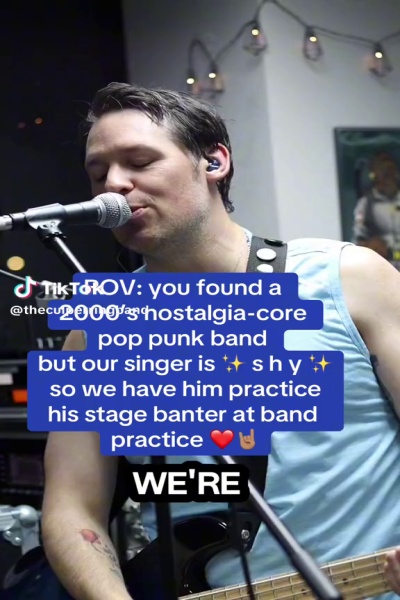 TikTok
POV: you found a
2000's nostalgia-core
pop punk band
but our singer is ✨ s h y ✨
so we have him practice
his stage banter at band
practice ❤️🤘🏽
WE'RE